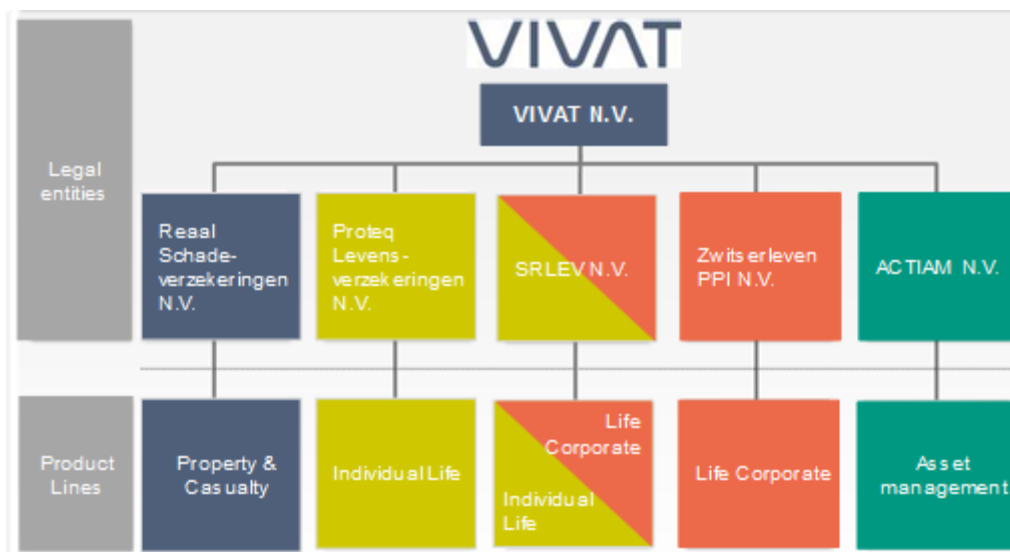 VIVAT
VIVAT N.V.
Legal
entities
Reaal
Schade-
verzekeringen
N.V.
Proteq
Levens-
verzekeringen
N.V.
SRLEV N.V.
Zwitserleven
PPI N.V.
ACTIAM N.V.
Product
Lines
Property &
Casualty
Individual Life
Life
Corporate
Individual
Life
Life Corporate
Asset
management